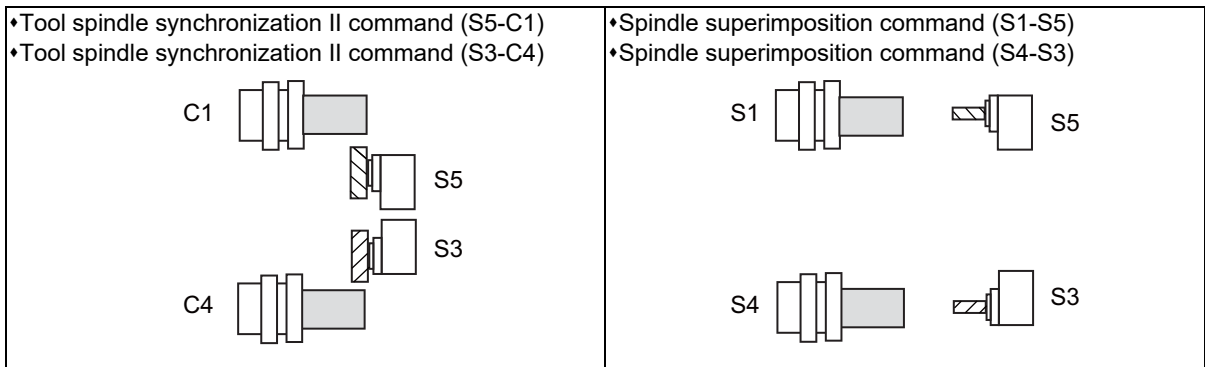 ♦Tool spindle synchronization II command (S5-C1)
♦Tool spindle synchronization II command (S3-C4)
C1
S5
S3
C4
♦Spindle superimposition command (S1-S5)
♦Spindle superimposition command (S4-S3)
S1
S5
S4
S3